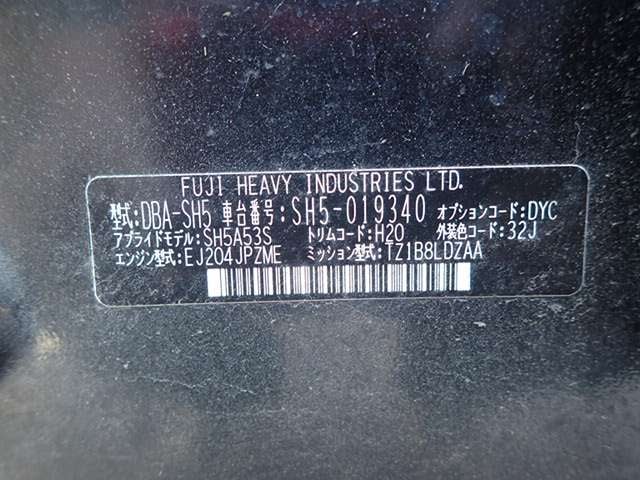 FUJI HEAVY INDUSTRIES LTD.
型式:DBA-SH5 車台番号:SH5-019340 オプションコード:DYC
アプライドモデル:SH5A53S トリムコード:H20 外装色コード:32J
エンジン型式:EJ204JPZME ミッション型式:TZ1B8LDZAA